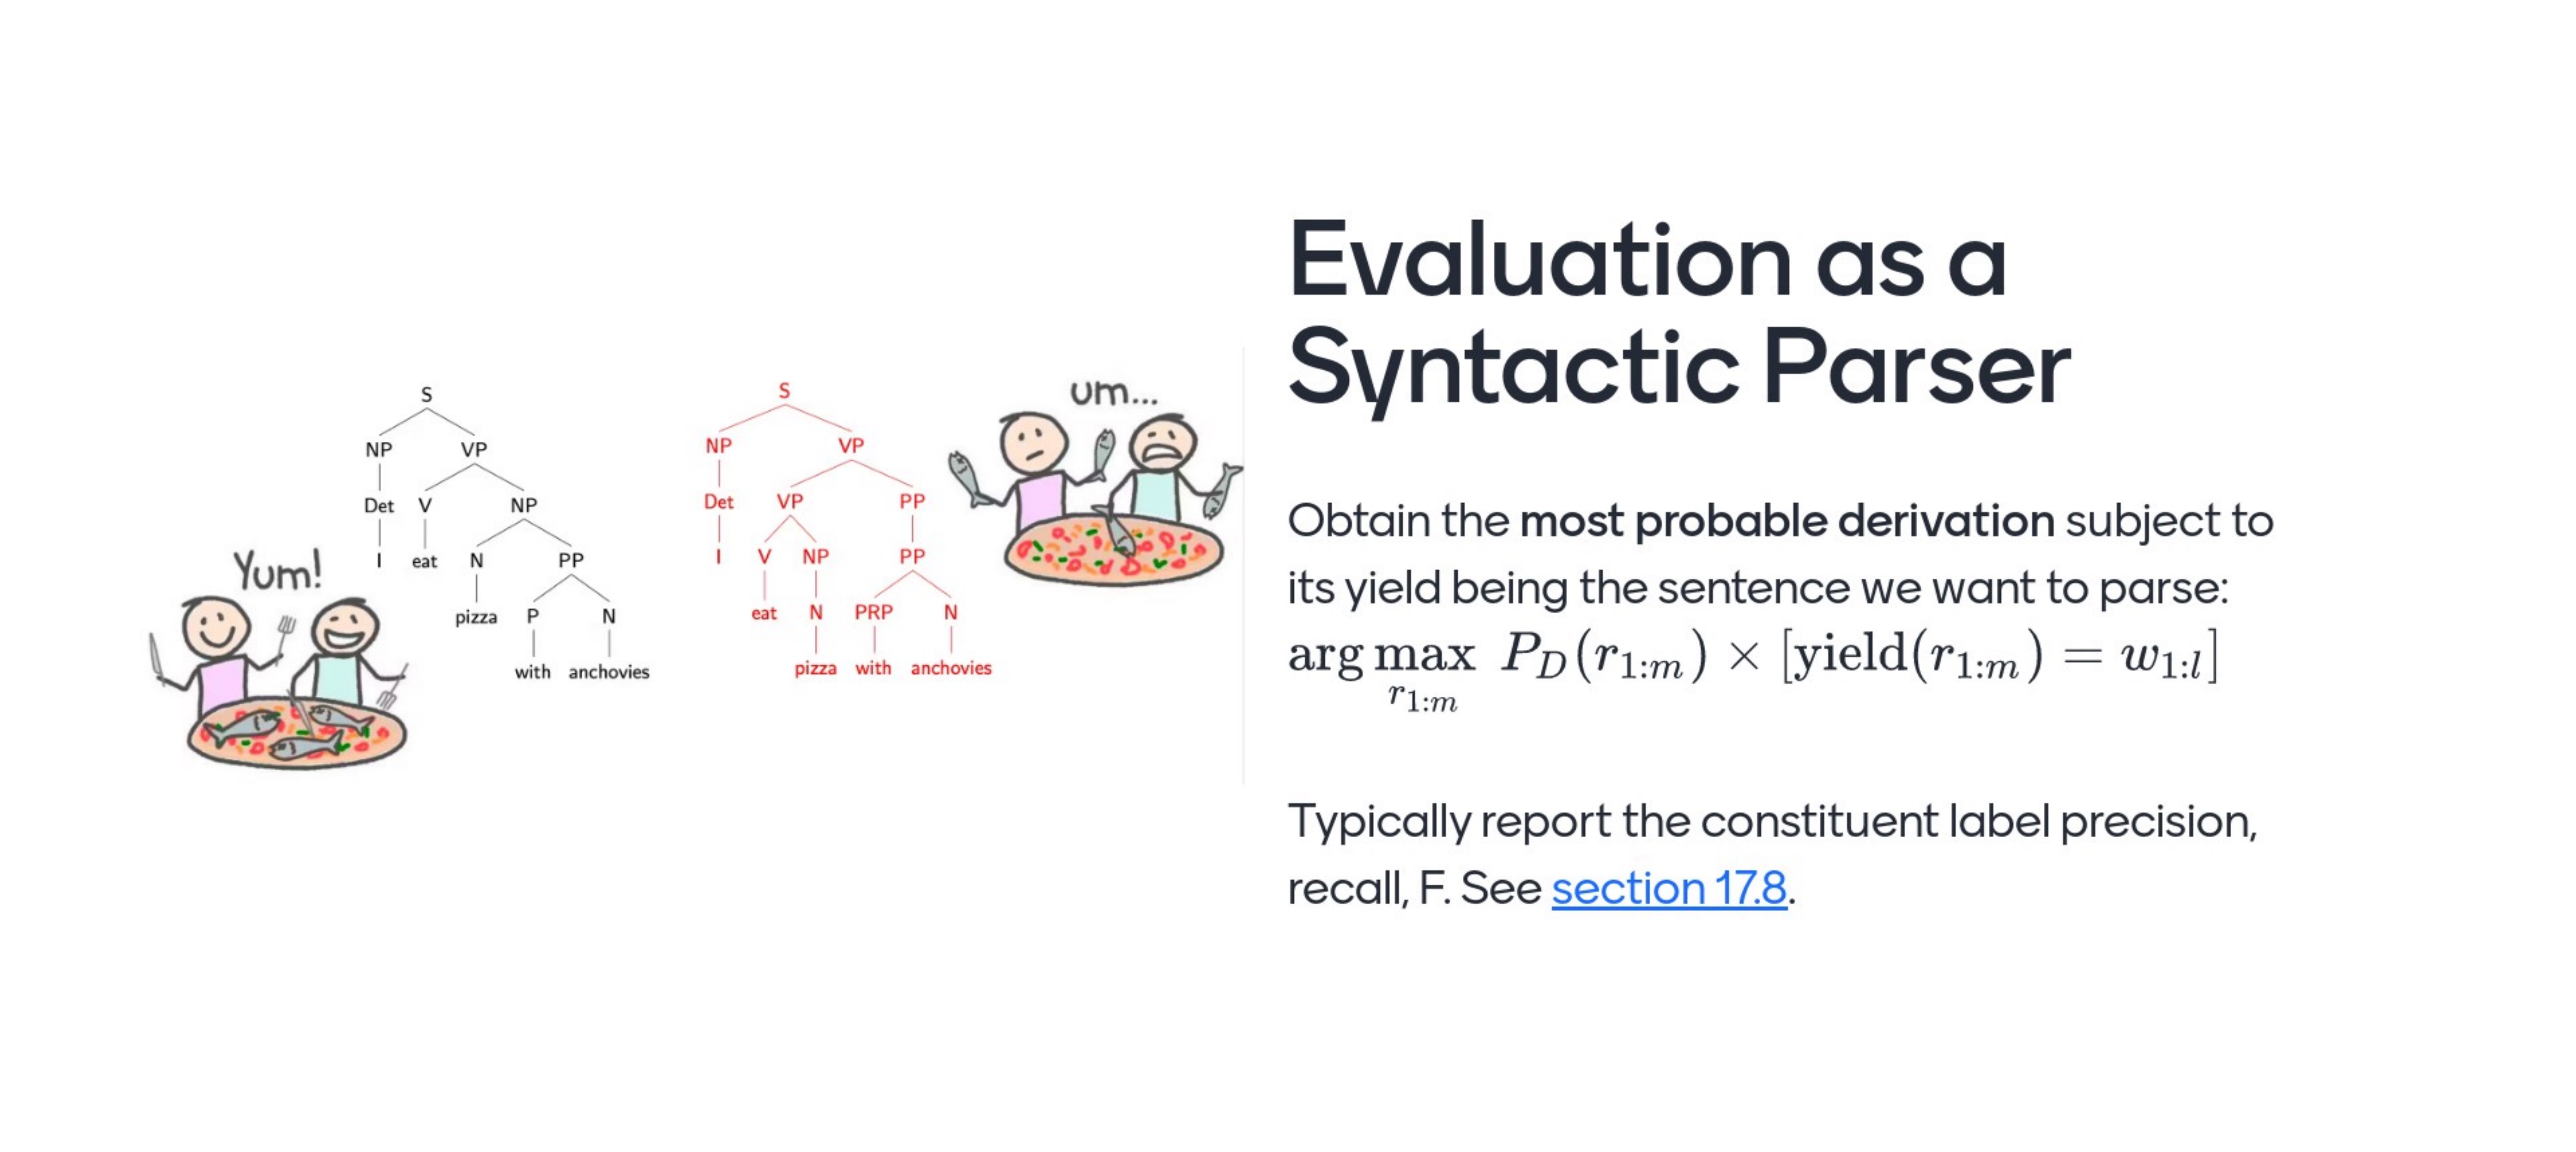 S
NP VP
Det V NP
I eat N PP
pizza P N
with anchovies
Yum!
S
NP VP
Det VP PP
I V NP PP
eat N PRP N
pizza with anchovies
um...
Evaluation as a
Syntactic Parser
Obtain the most probable derivation subject to
its yield being the sentence we want to parse:
arg max P_D(r_{1:m}) × [yield(r_{1:m}) = w_{1:l}]
r_{1:m}
Typically report the constituent label precision,
recall, F. See section 17.8.